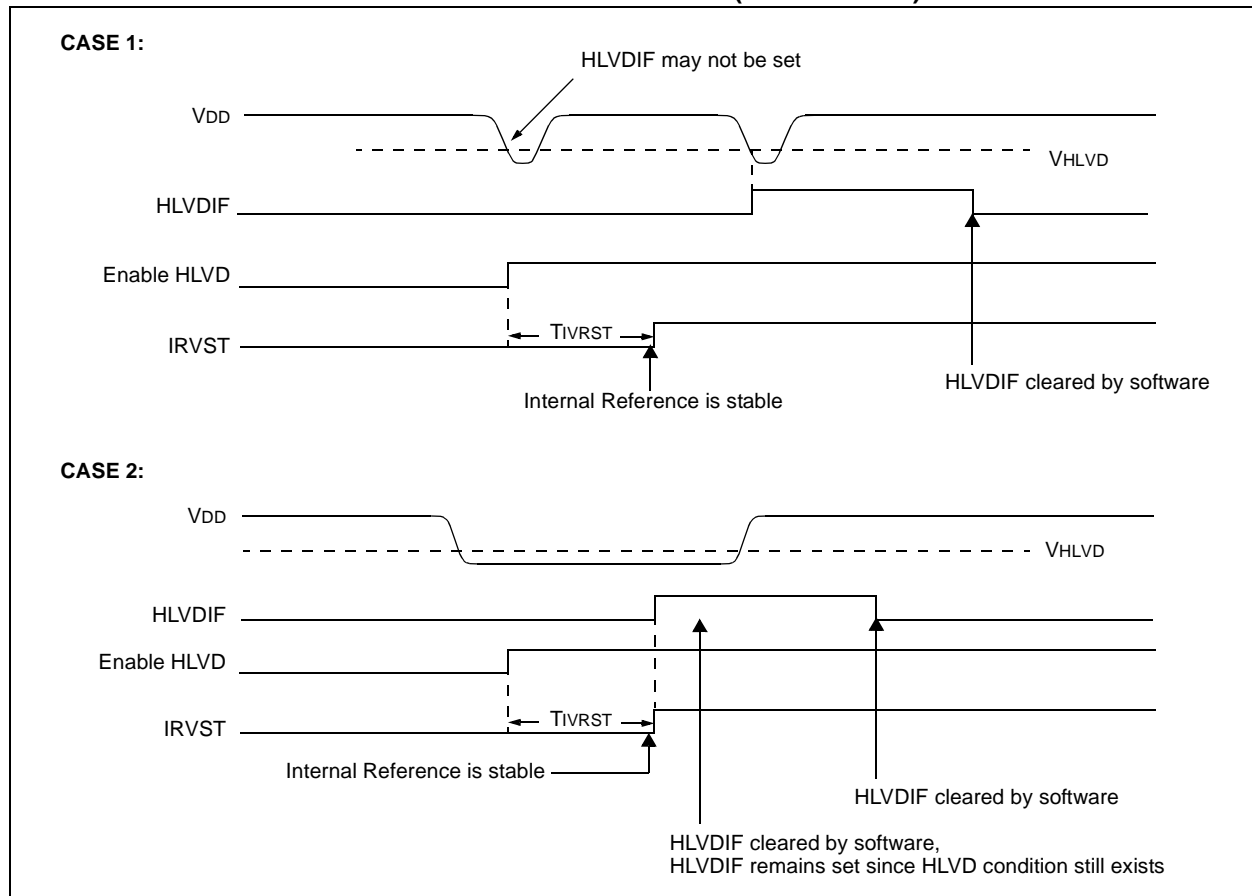 CASE 1:
HLVDIF may not be set
VDD
VHLVD
HLVDIF
Enable HLVD
TIVRST
IRVST
HLVDIF cleared by software
Internal Reference is stable
CASE 2:
VDD
VHLVD
HLVDIF
Enable HLVD
TIVRST
IRVST
Internal Reference is stable
HLVDIF cleared by software
HLVDIF cleared by software,
HLVDIF remains set since HLVD condition still exists